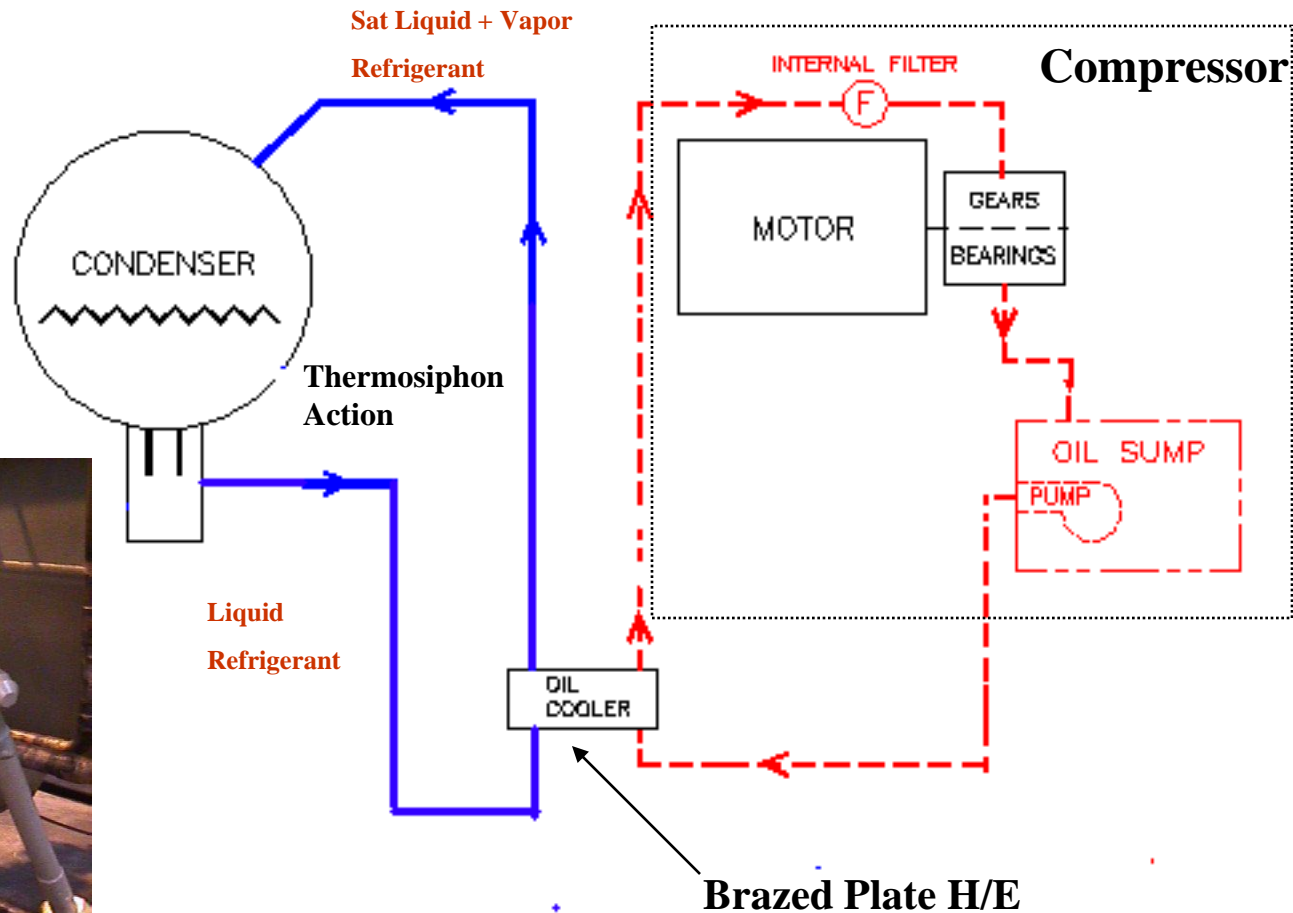 Sat Liquid + Vapor
Refrigerant
Compressor
INTERNAL FILTER
F
MOTOR
GEARS
BEARINGS
CONDENSER
Thermosiphon
Action
OIL SUMP
PUMP
Liquid
Refrigerant
OIL
COOLER
Brazed Plate H/E